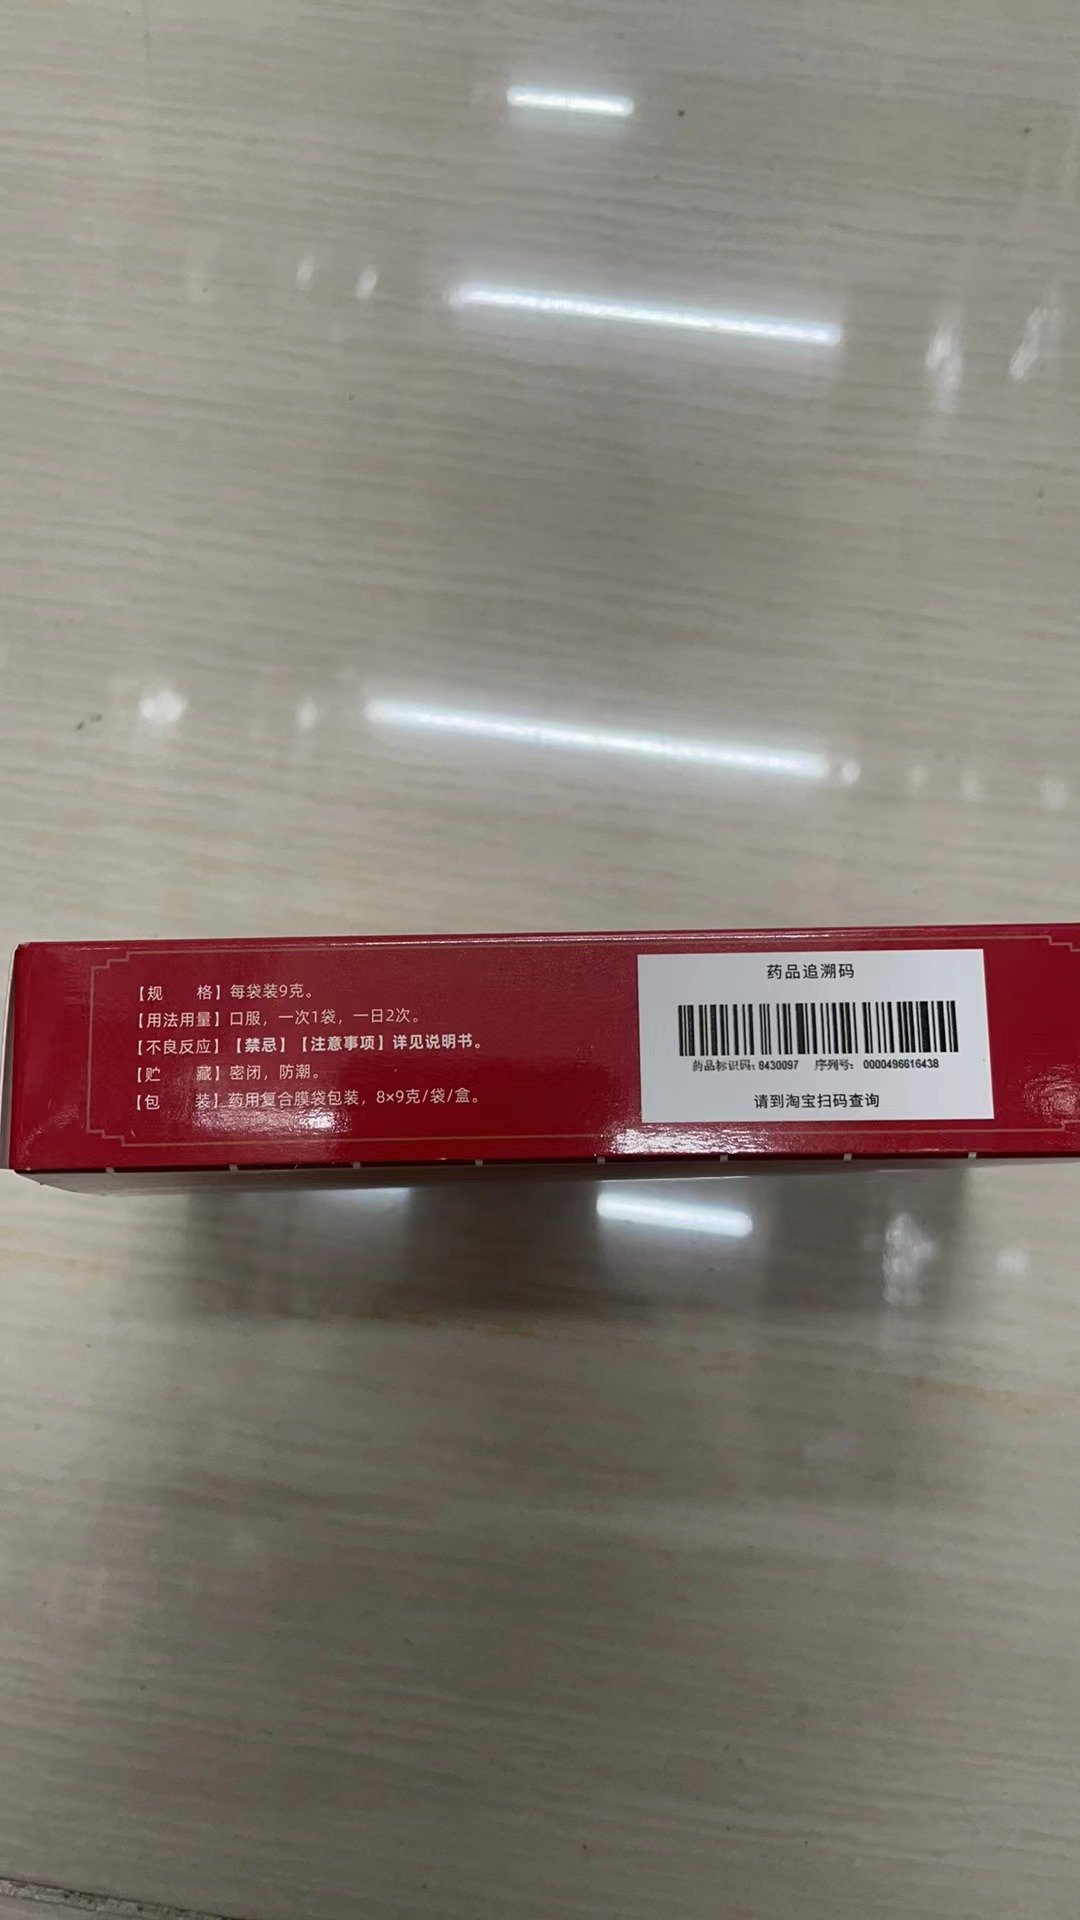 【规　　格】每袋装9克。
【用法用量】口服，一次1袋，一日2次。
【不良反应】【禁忌】【注意事项】详见说明书。
【贮　　藏】密闭，防潮。
【包　　装】药用复合膜袋包装，8×9克/袋/盒。
药品追溯码
药品标识码：8430097　序列号：0000496616438
请到淘宝扫码查询